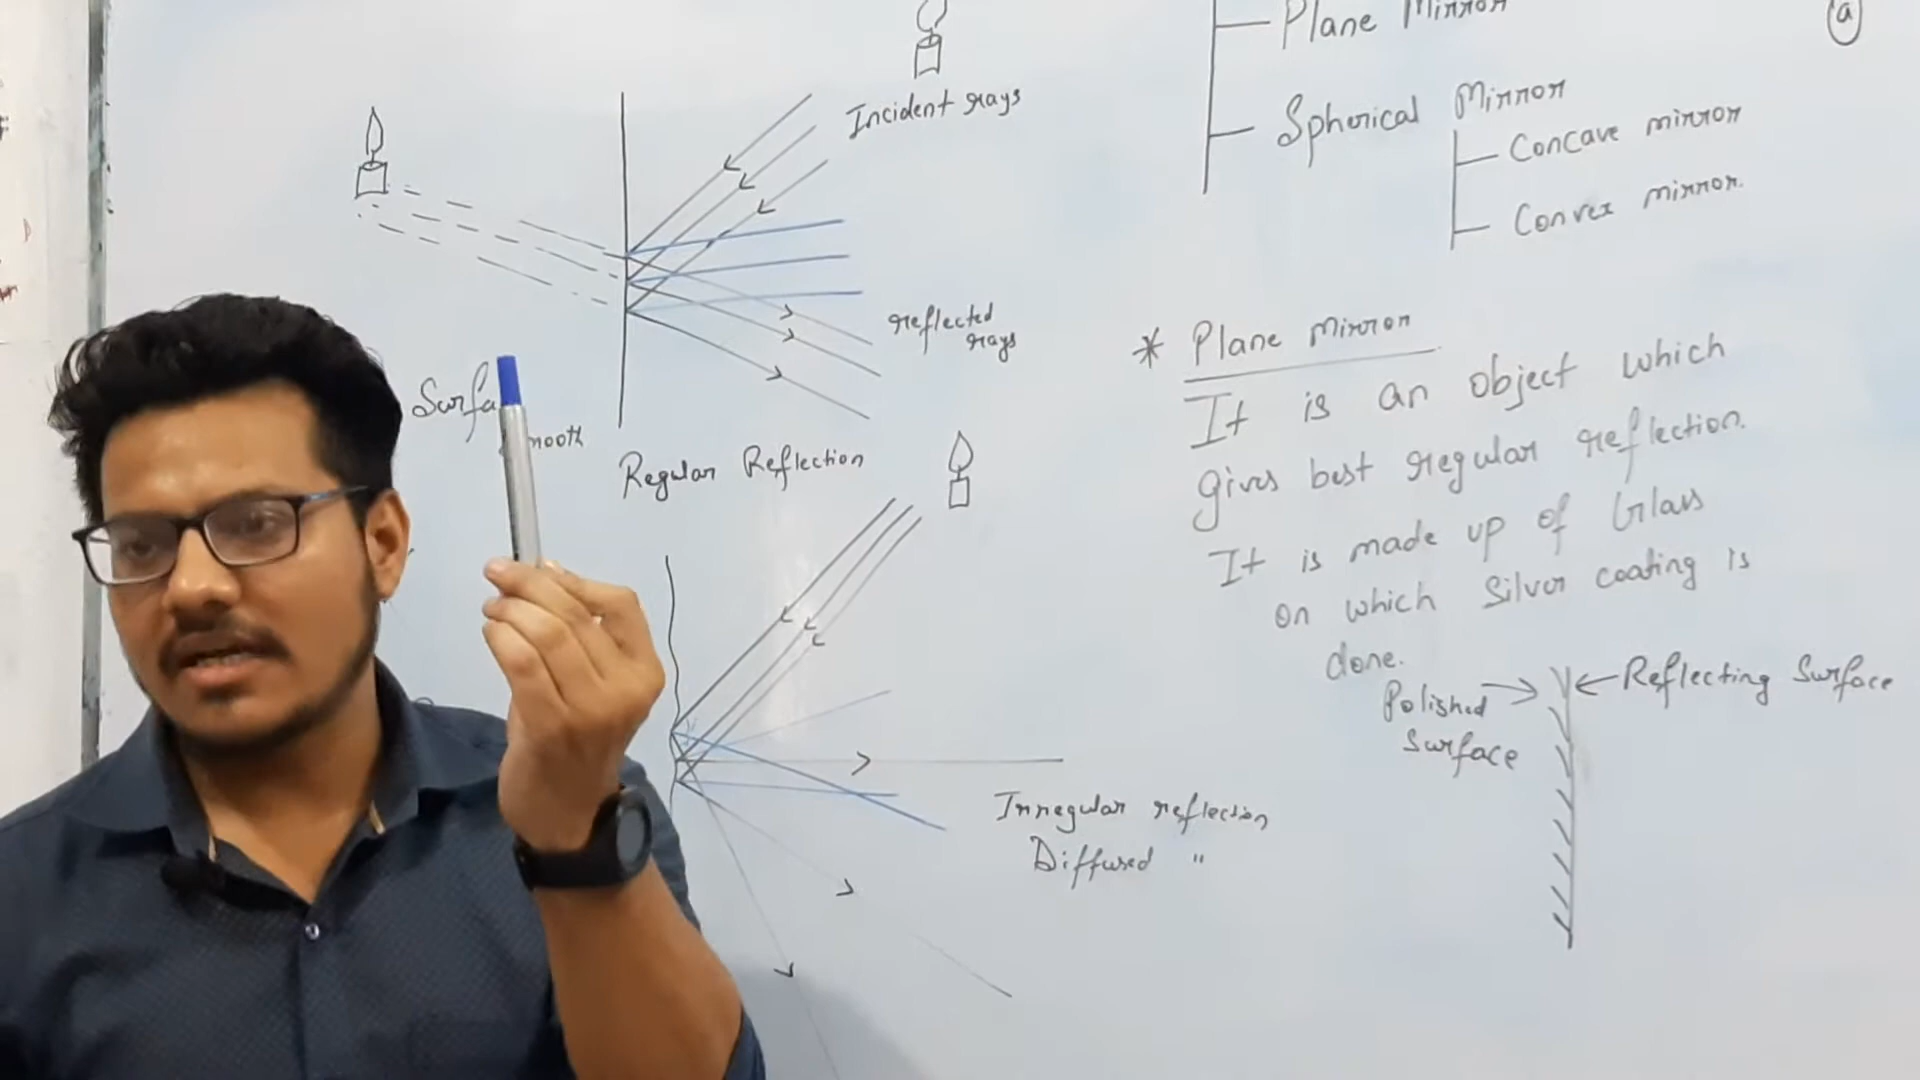 Plane Mirror
(a)
Spherical Mirror
Concave mirror
Convex mirror.
Incident rays
reflected
rays
Surfa
mooth
Regular Reflection
* Plane mirror
It is an object which
gives best regular reflection.
It is made up of Glass
on which Silver coating is
done.
Polished
Surface
Reflecting Surface
Irregular reflection
Diffused "